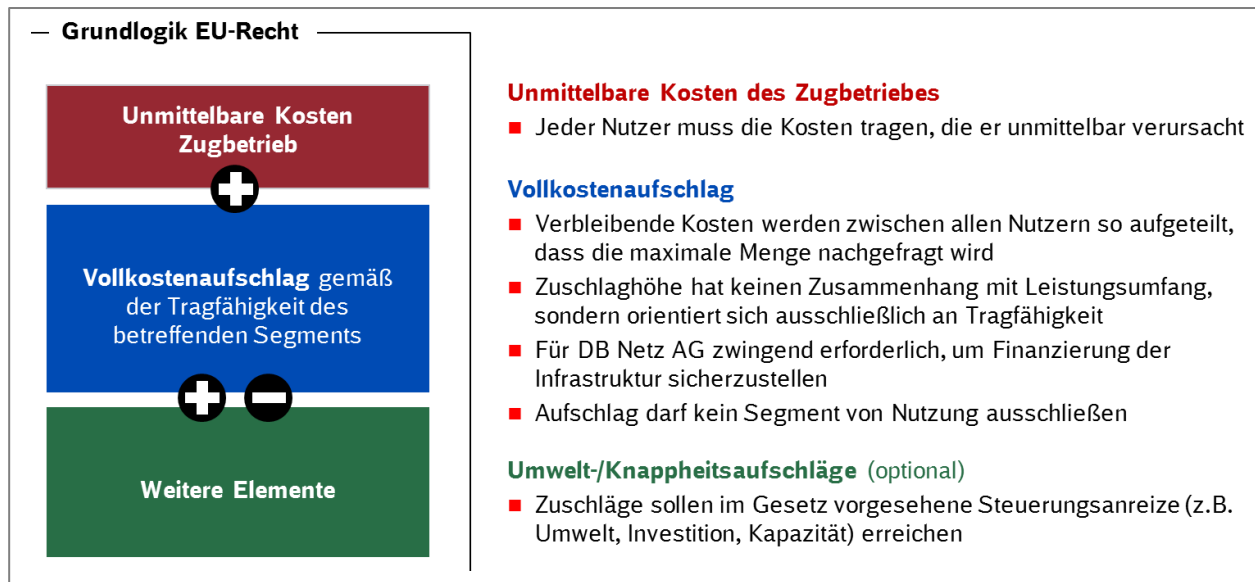 Grundlogik EU-Recht
Unmittelbare Kosten
Zugbetrieb
Vollkostenaufschlag gemäß
der Tragfähigkeit des
betreffenden Segments
Weitere Elemente
Unmittelbare Kosten des Zugbetriebes
Jeder Nutzer muss die Kosten tragen, die er unmittelbar verursacht
Vollkostenaufschlag
Verbleibende Kosten werden zwischen allen Nutzern so aufgeteilt,
dass die maximale Menge nachgefragt wird
Zuschlaghöhe hat keinen Zusammenhang mit Leistungsumfang,
sondern orientiert sich ausschließlich an Tragfähigkeit
Für DB Netz AG zwingend erforderlich, um Finanzierung der
Infrastruktur sicherzustellen
Aufschlag darf kein Segment von Nutzung ausschließen
Umwelt-/Knappheitsaufschläge (optional)
Zuschläge sollen im Gesetz vorgesehene Steuerungsanreize (z.B.
Umwelt, Investition, Kapazität) erreichen